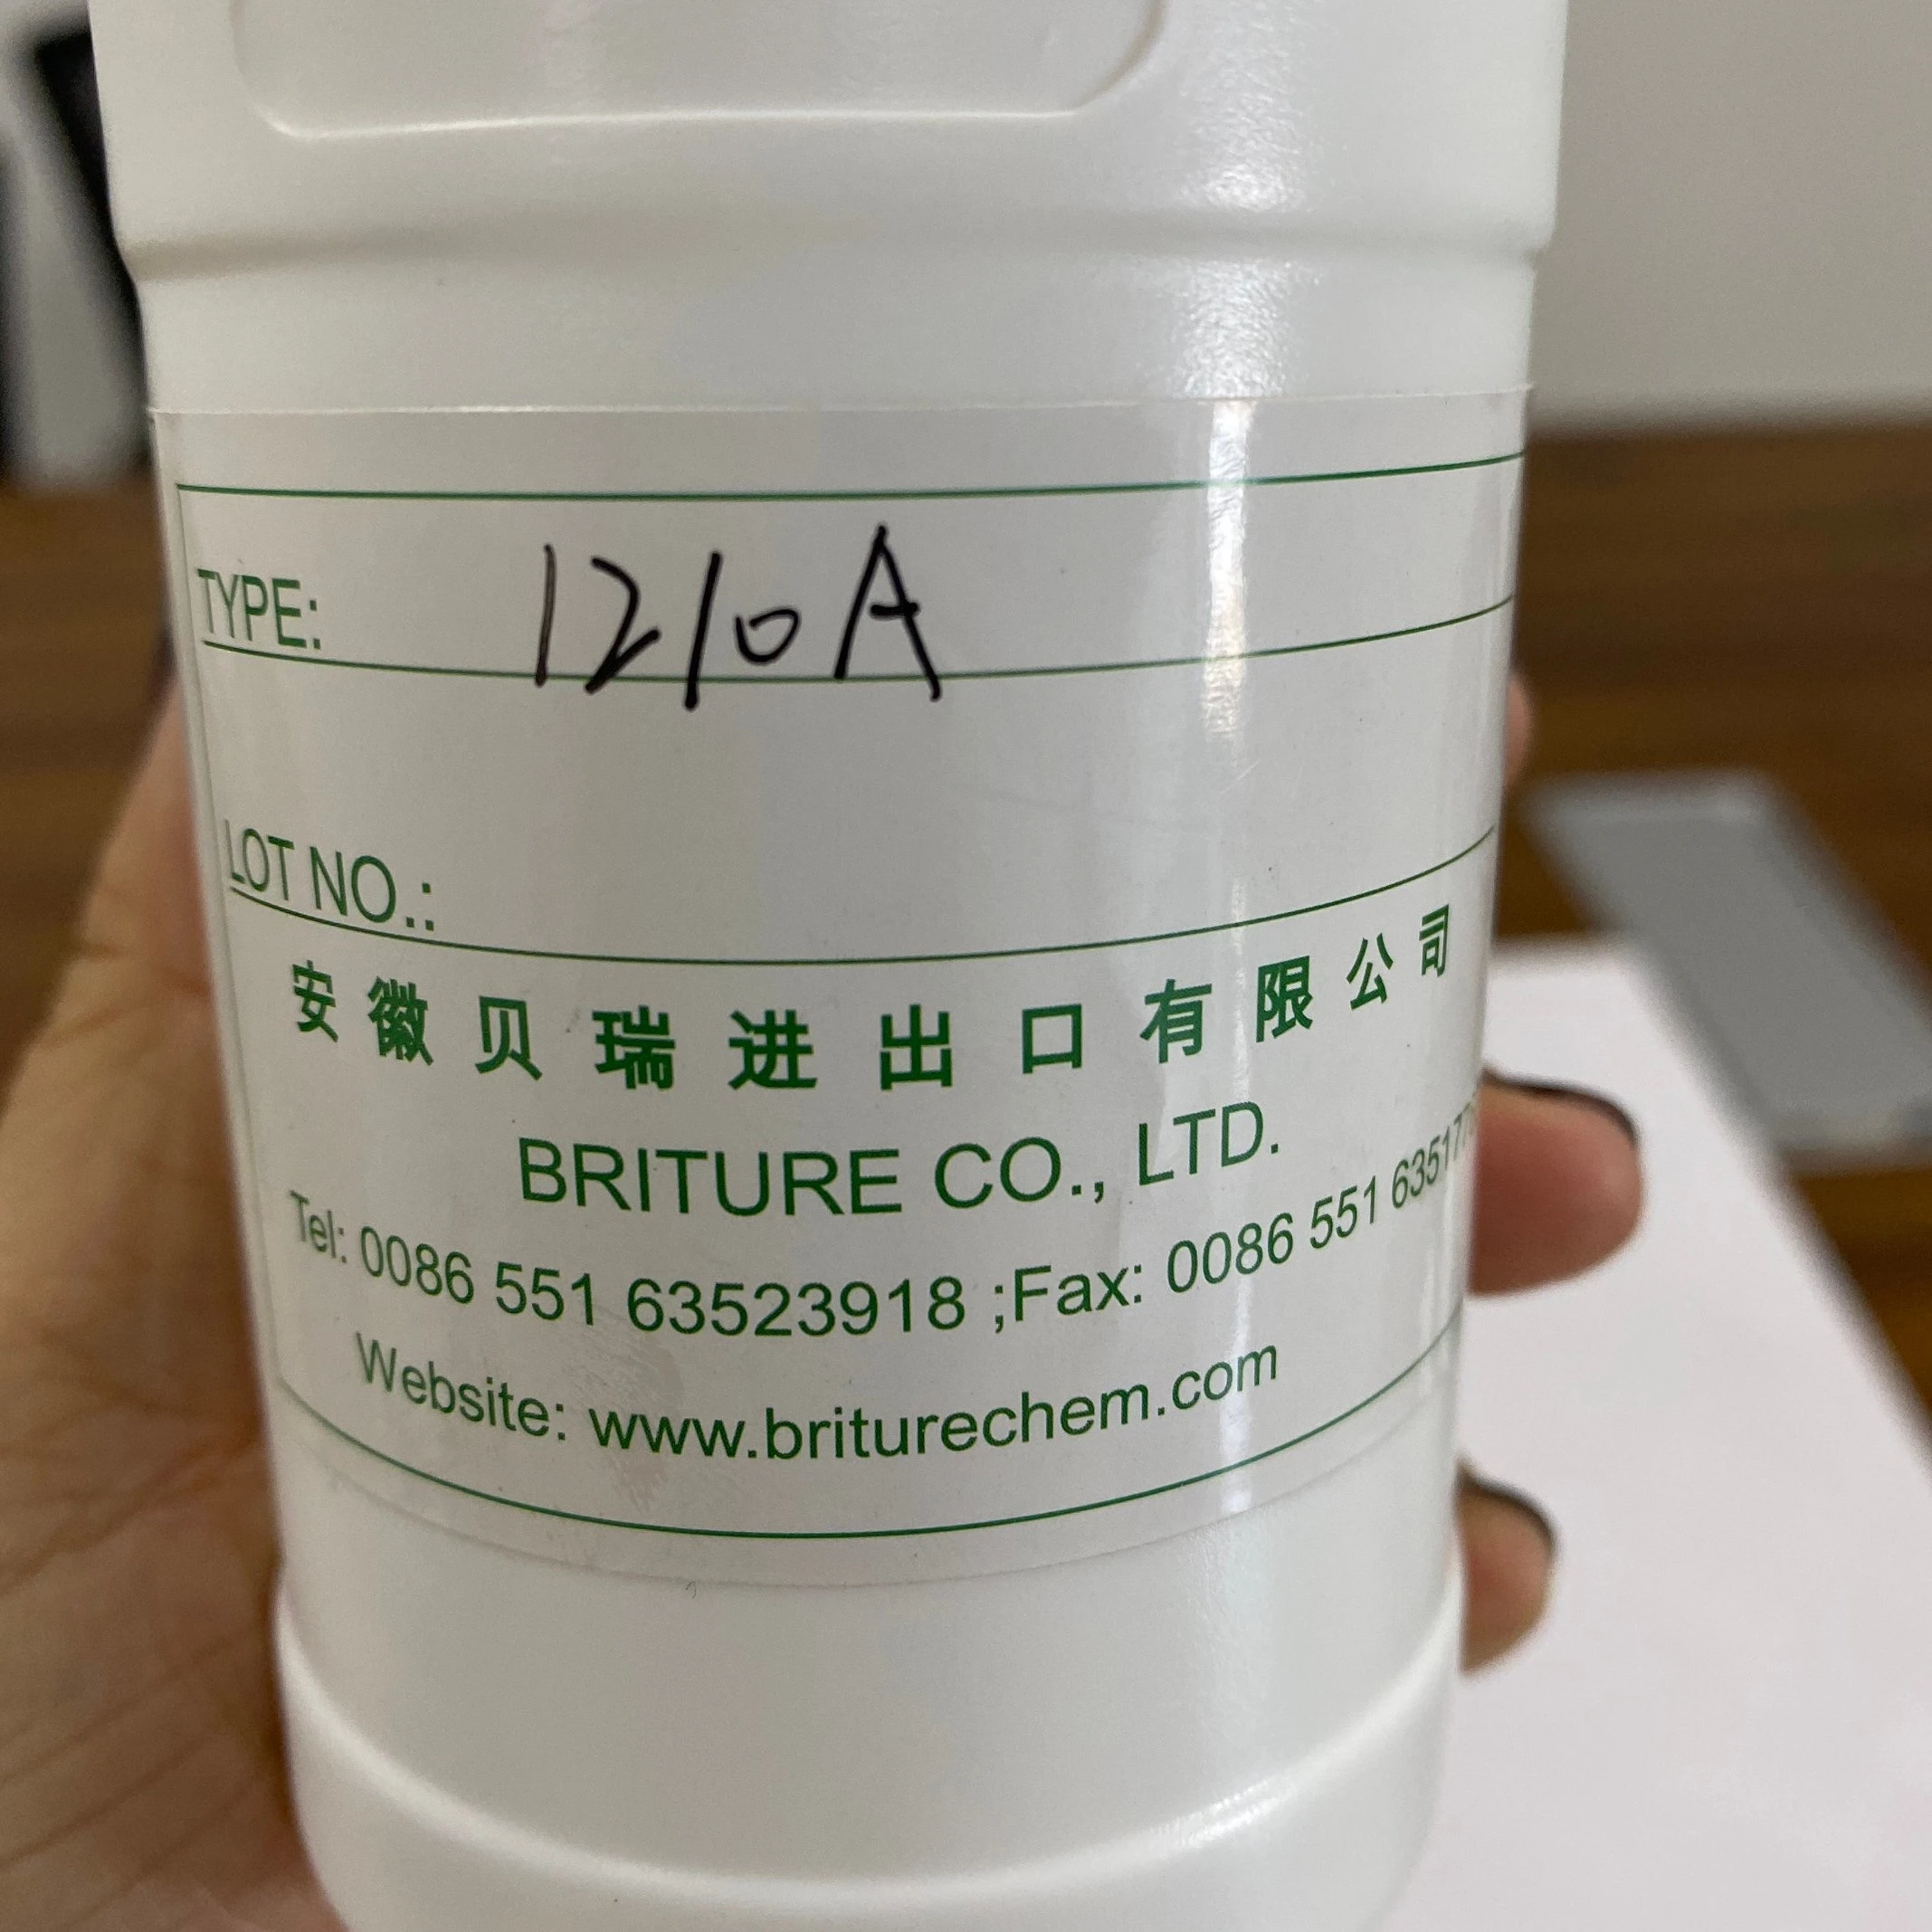 TYPE: 1210A
LOT NO.:
安徽贝瑞进出口有限公司
BRITURE CO., LTD.
Tel: 0086 551 63523918 ;Fax: 0086 551
Website: www.briturechem.com